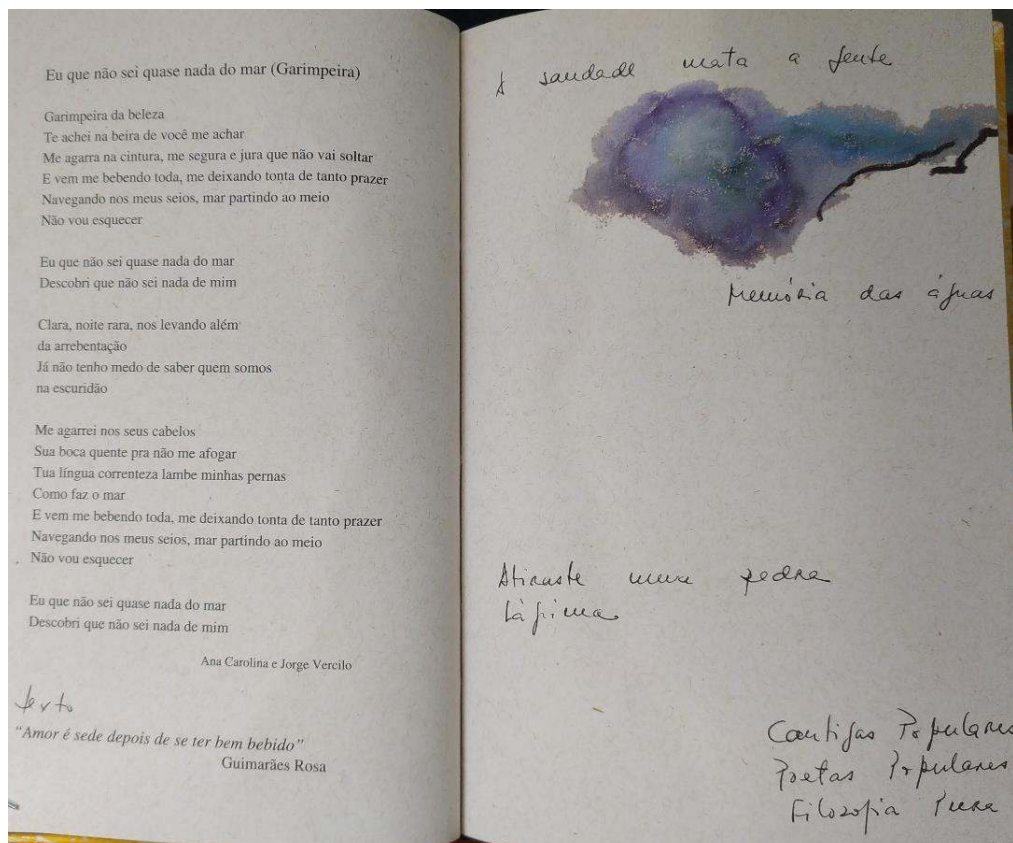 Eu que não sei quase nada do mar (Garimpeira)
Garimpeira da beleza
Te achei na beira de você me achar
Me agarra na cintura, me segura e jura que não vai soltar
E vem me bebendo toda, me deixando tonta de tanto prazer
Navegando nos meus seios, mar partindo ao meio
Não vou esquecer
Eu que não sei quase nada do mar
Descobri que não sei nada de mim
Clara, noite rara, nos levando além
da arrebentação
Já não tenho medo de saber quem somos
na escuridão
Me agarrei nos seus cabelos
Sua boca quente pra não me afogar
Tua língua correnteza lambe minhas pernas
Como faz o mar
E vem me bebendo toda, me deixando tonta de tanto prazer
Navegando nos meus seios, mar partindo ao meio
Não vou esquecer
Eu que não sei quase nada do mar
Descobri que não sei nada de mim
Ana Carolina e Jorge Vercilo
texto
"Amor é sede depois de se ter bem bebido"
Guimarães Rosa
A saudade mata a gente
Memória das águas
Atiraste uma pedra
Lágrima
Cantigas Populares
Poetas Populares
Filozofia Pura